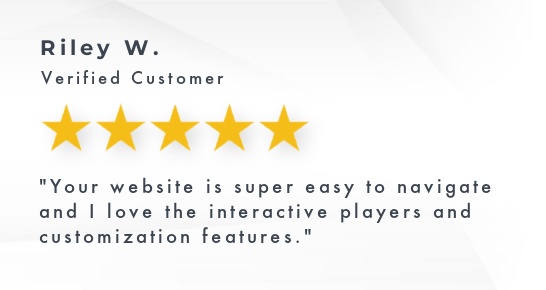 Riley W.
Verified Customer
"Your website is super easy to navigate
and I love the interactive players and
customization features."